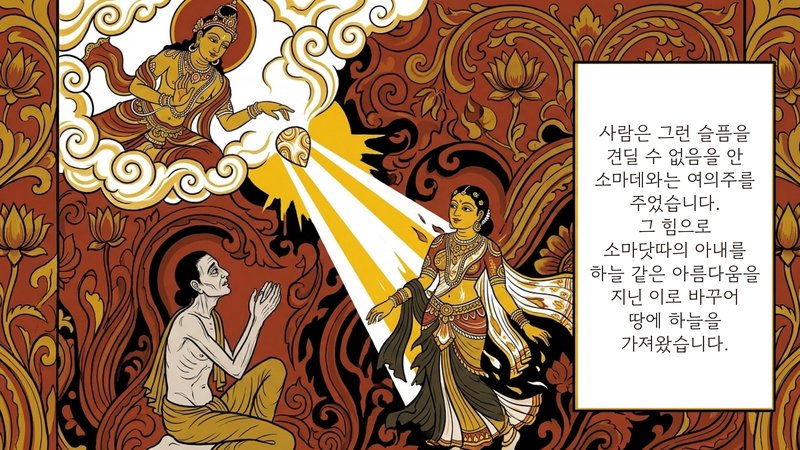 사람은 그런 슬픔을
견딜 수 없음을 안
소마데와는 여의주를
주었습니다.
그 힘으로
소마닷따의 아내를
하늘 같은 아름다움을
지닌 이로 바꾸어
땅에 하늘을
가져왔습니다.